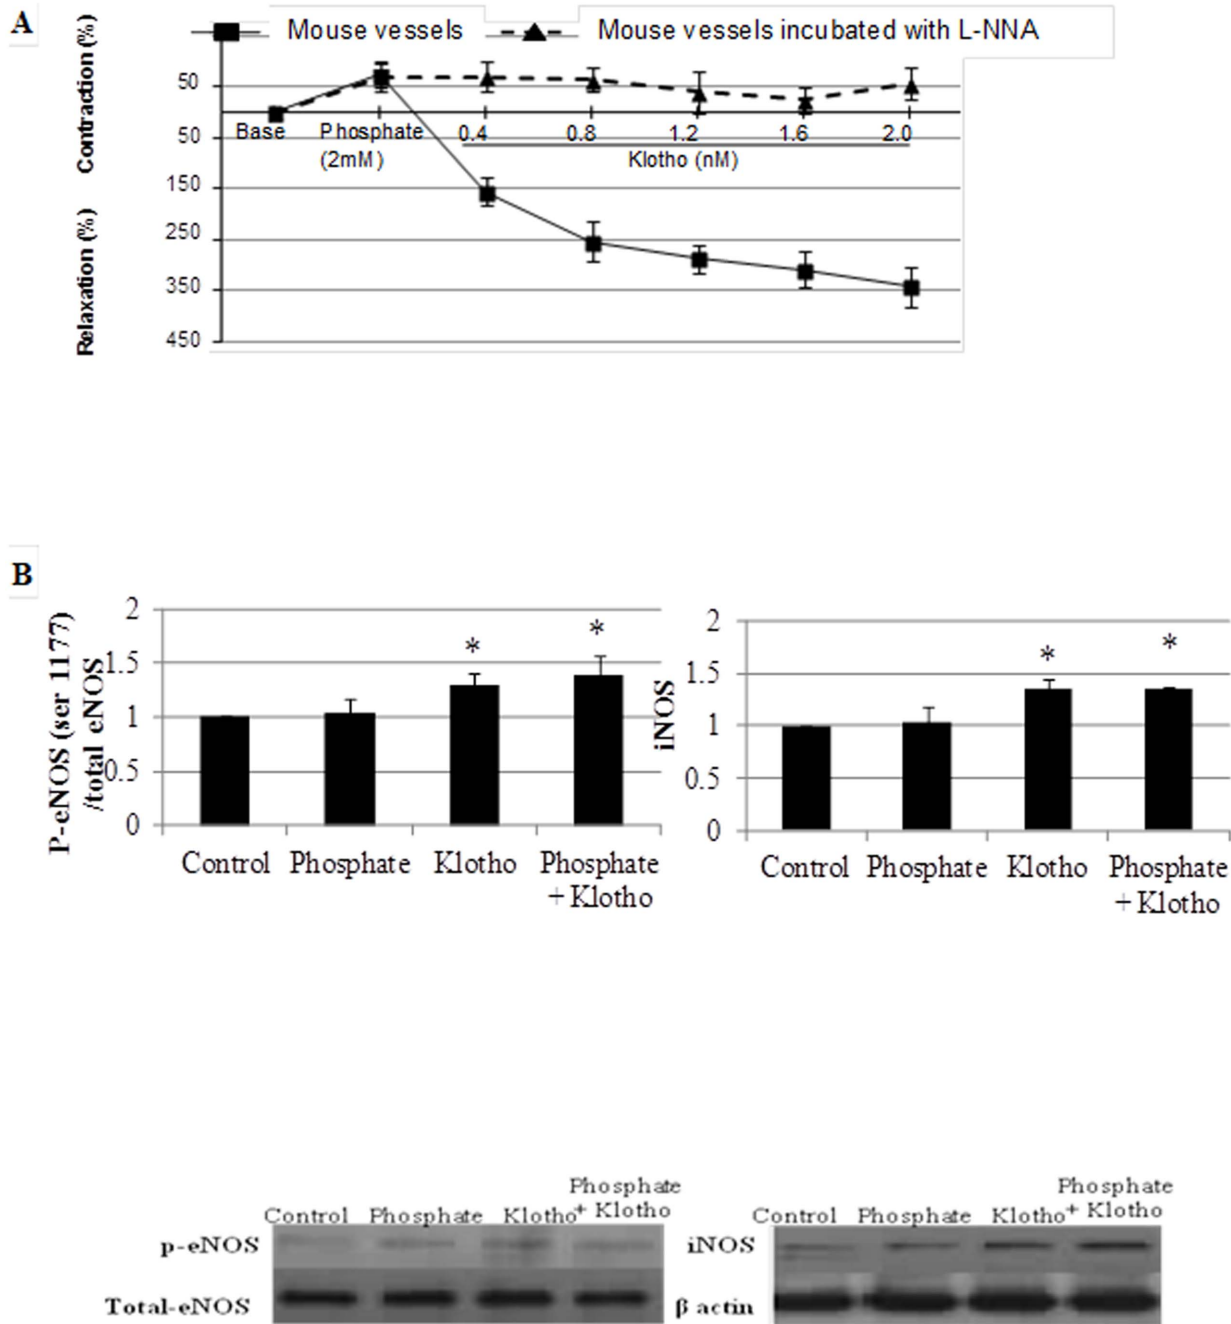 A
Contraction (%)
Relaxation (%)
Mouse vessels
Mouse vessels incubated with L-NNA
50
50
150
250
350
450
Base
Phosphate
(2mM)
0.4
0.8
1.2
1.6
2.0
Klotho (nM)
B
P-eNOS (ser 1177)
/total eNOS
2
1.5
1
0.5
0
*
*
Control
Phosphate
Klotho
Phosphate
+ Klotho
iNOS
2
1.5
1
0.5
0
*
*
Control
Phosphate
Klotho
Phosphate
+ Klotho
Control
Phosphate
Klotho
Phosphate
+ Klotho
p-eNOS
Total-eNOS
Control
Phosphate
Klotho
Phosphate
+ Klotho
iNOS
β actin